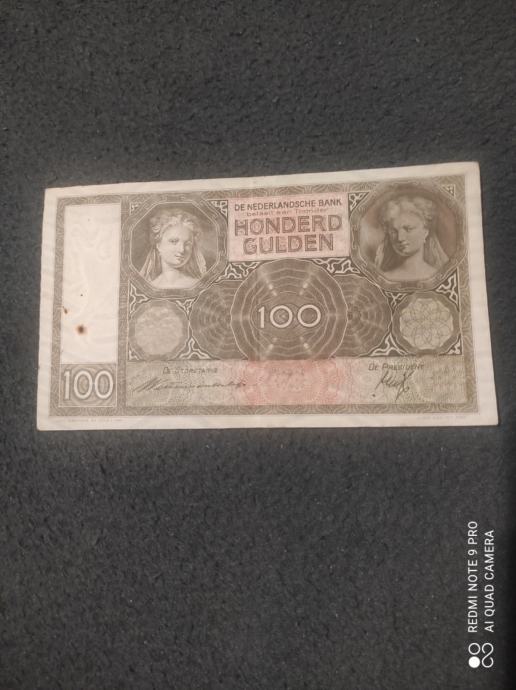 DE NEDERLANDSCHE BANK
betaalt aan Toonder
HONDERD
GULDEN
100
DE SECRETARIS
DE PRESIDENT
100
REDMI NOTE 9 PRO
AI QUAD CAMERA